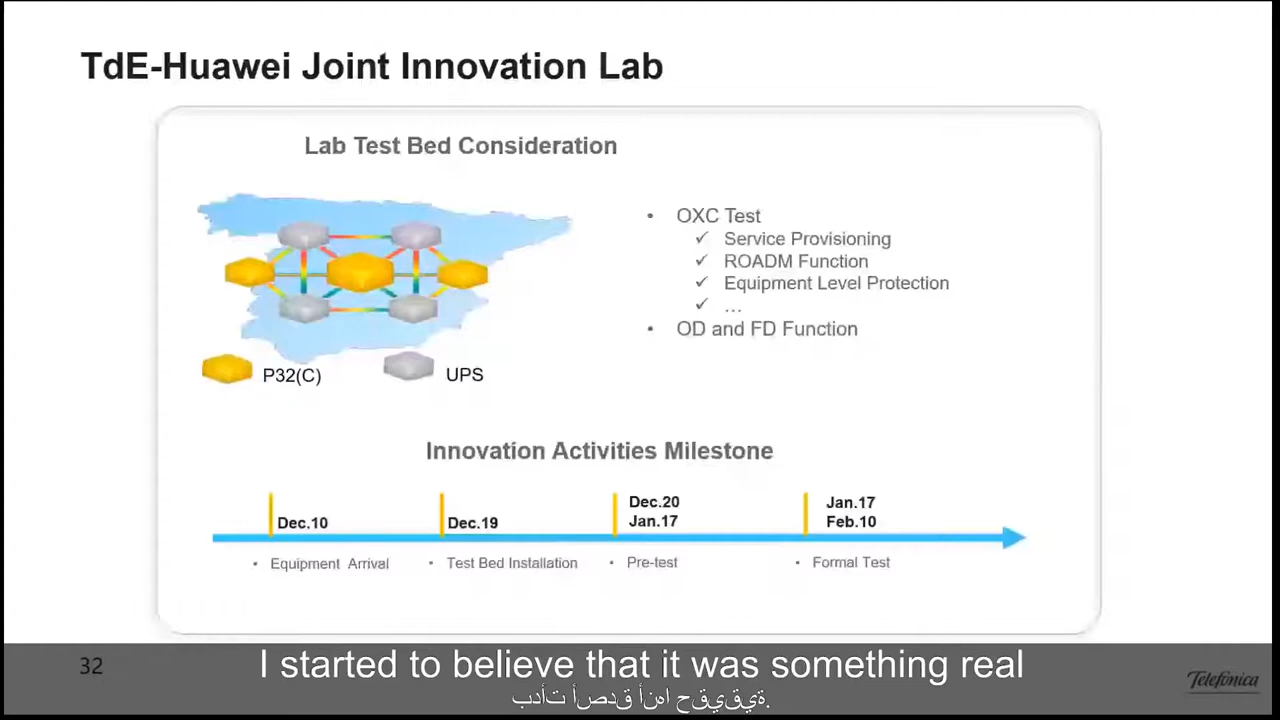 TdE-Huawei Joint Innovation Lab
Lab Test Bed Consideration
• OXC Test
✓ Service Provisioning
✓ ROADM Function
✓ Equipment Level Protection
✓ ...
• OD and FD Function
P32(C)
UPS
Innovation Activities Milestone
Dec.10
Dec.19
Dec.20
Jan.17
Jan.17
Feb.10
• Equipment Arrival
• Test Bed Installation
• Pre-test
• Formal Test
32
I started to believe that it was something real
بدأت أصدق أنها حقيقية.
Telefónica